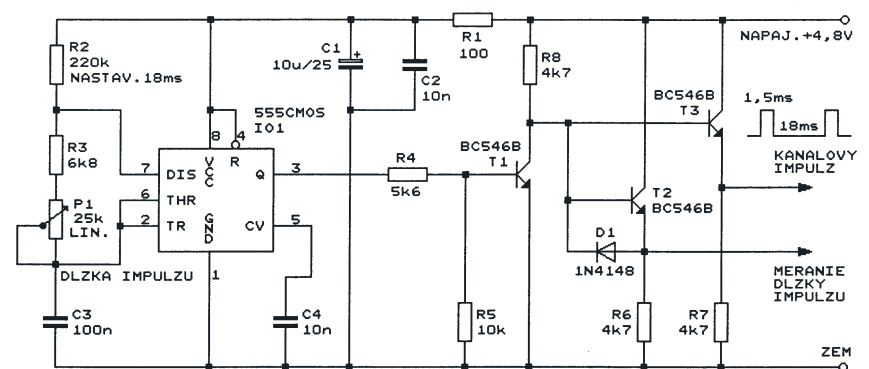 R2
220k
NASTAV.18ms
R3
6k8
P1
25k
LIN.
DLZKA IMPULZU
C3
100n
555CMOS
IO1
8
4
VCC
R
7
DIS
Q
3
6
THR
2
TR
GND
CV
5
1
C4
10n
C1
+
10u/25
C2
10n
R1
100
R4
5k6
R5
10k
R8
4k7
BC546B
T1
T2
BC546B
D1
1N4148
R6
4k7
R7
4k7
BC546B
T3
NAPAJ.+4,8V
1,5ms
18ms
KANALOVY
IMPULZ
MERANIE
DLZKY
IMPULZU
ZEM